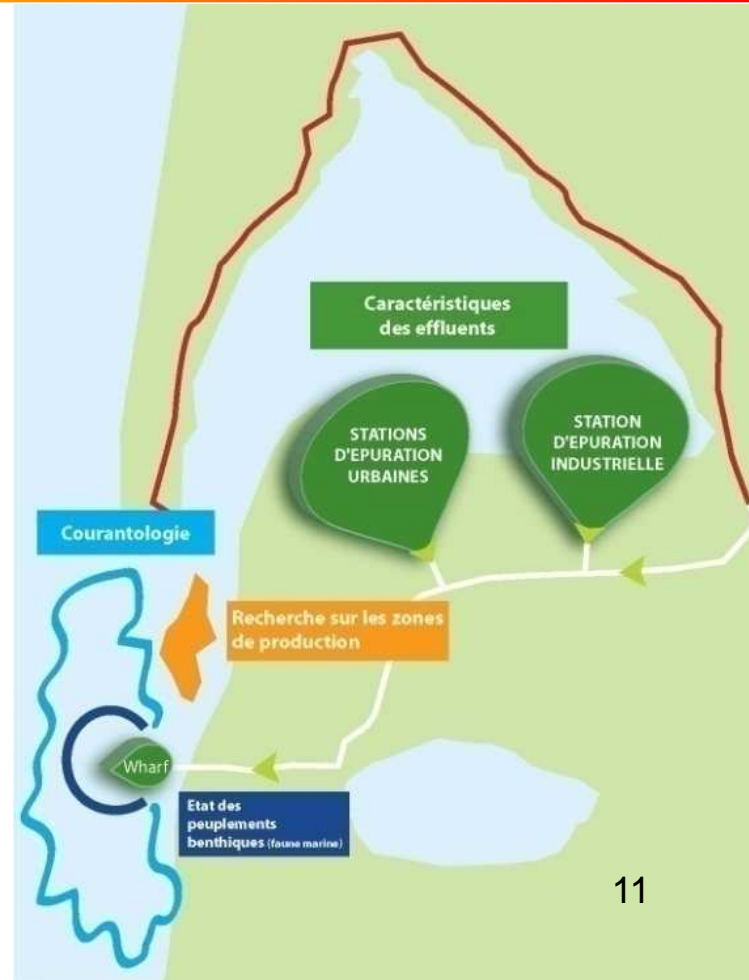 Caractéristiques
des effluents
STATIONS
D'EPURATION
URBAINES
STATION
D'EPURATION
INDUSTRIELLE
Courantologie
Recherche sur les zones
de production
Wharf
Etat des
peuplements
benthiques (faune marine)
11